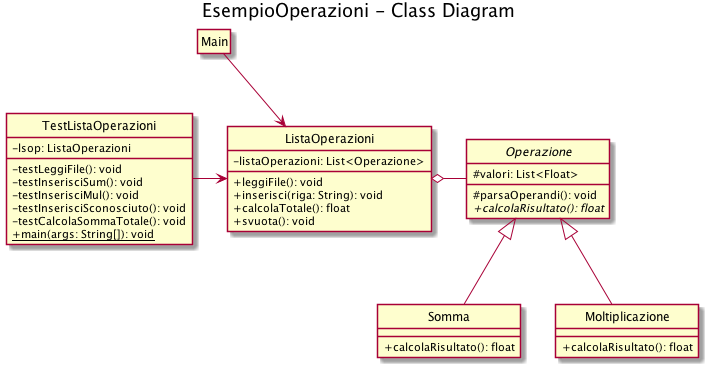 EsempioOperazioni - Class Diagram
Main
TestListaOperazioni
-lsop: ListaOperazioni
-testLeggiFile(): void
-testInserisciSum(): void
-testInserisciMul(): void
-testInserisciSconosciuto(): void
-testCalcolaSommaTotale(): void
+main(args: String[]): void
ListaOperazioni
-listaOperazioni: List<Operazione>
+leggiFile(): void
+inserisci(riga: String): void
+calcolaTotale(): float
+svuota(): void
Operazione
#valori: List<Float>
#parsaOperandi(): void
+calcolaRisultato(): float
Somma
+calcolaRisultato(): float
Moltiplicazione
+calcolaRisultato(): float